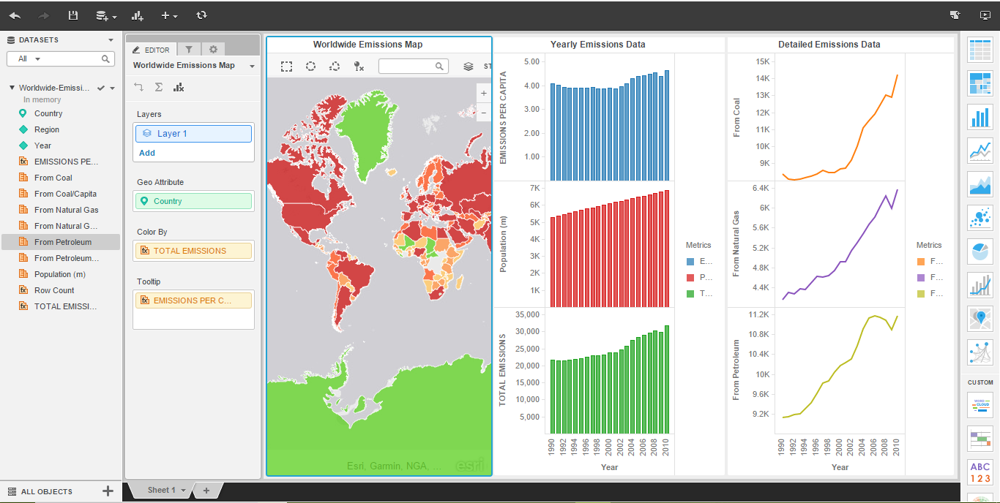 DATASETS
All
Worldwide-Emissi...
In memory
Country
Region
Year
EMISSIONS PE...
From Coal
From Coal/Capita
From Natural Gas
From Natural G...
From Petroleum
From Petroleum...
Population (m)
Row Count
TOTAL EMISSI...
ALL OBJECTS
EDITOR
Worldwide Emissions Map
Layers
Layer 1
Add
Geo Attribute
Country
Color By
TOTAL EMISSIONS
Tooltip
EMISSIONS PER C...
Worldwide Emissions Map
ST
+
−
Esri, Garmin, NGA, ...
esri
Yearly Emissions Data
EMISSIONS PER CAPITA
5.00
4.00
3.00
2.00
1.00
Population (m)
7K
6K
5K
4K
3K
2K
1K
TOTAL EMISSIONS
35,000
30,000
25,000
20,000
15,000
10,000
5,000
1990 1992 1994 1996 1998 2000 2002 2004 2006 2008 2010
Year
Metrics
E...
P...
T...
Detailed Emissions Data
From Coal
15K
14K
13K
12K
11K
10K
9K
From Natural Gas
6.4K
6K
5.6K
5.2K
4.8K
4.4K
From Petroleum
11.2K
10.8K
10.4K
10K
9.6K
9.2K
1990 1992 1994 1996 1998 2000 2002 2004 2006 2008 2010
Year
Metrics
F...
F...
F...
CUSTOM
WORD
CLOUD
ABC
1 2 3
Sheet 1
+